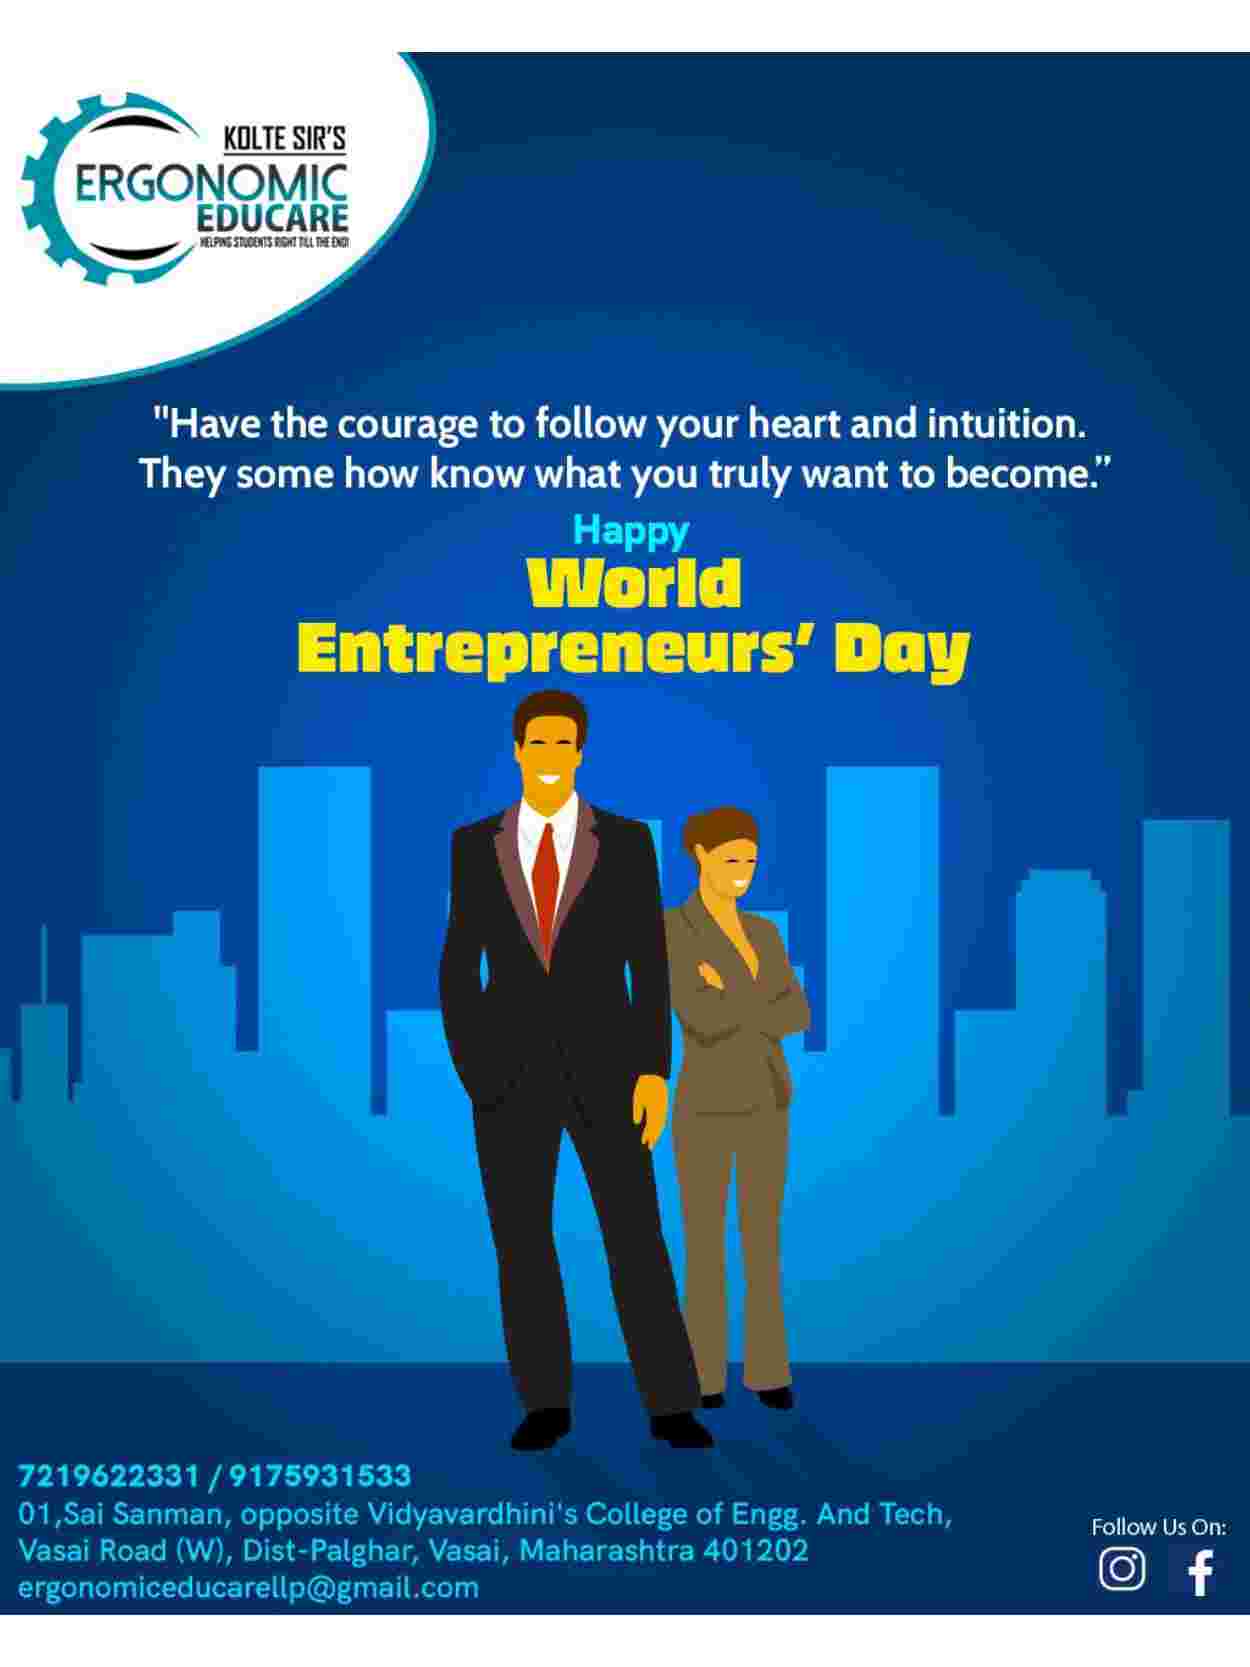 KOLTE SIR'S
ERGONOMIC
EDUCARE
HELPING STUDENTS RIGHT TILL THE END!
"Have the courage to follow your heart and intuition.
They some how know what you truly want to become.”
Happy
World
Entrepreneurs’ Day
7219622331 / 9175931533
01,Sai Sanman, opposite Vidyavardhini's College of Engg. And Tech,
Vasai Road (W), Dist-Palghar, Vasai, Maharashtra 401202
ergonomiceducarellp@gmail.com
Follow Us On: